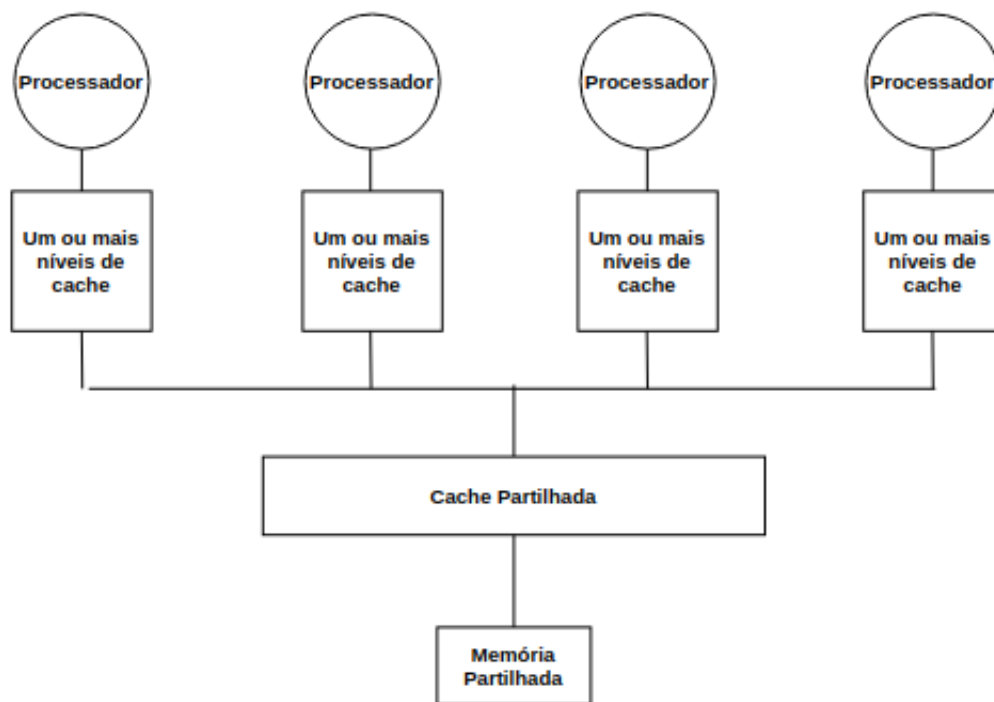 Processador
Processador
Processador
Processador
Um ou mais
níveis de
cache
Um ou mais
níveis de
cache
Um ou mais
níveis de
cache
Um ou mais
níveis de
cache
Cache Partilhada
Memória
Partilhada